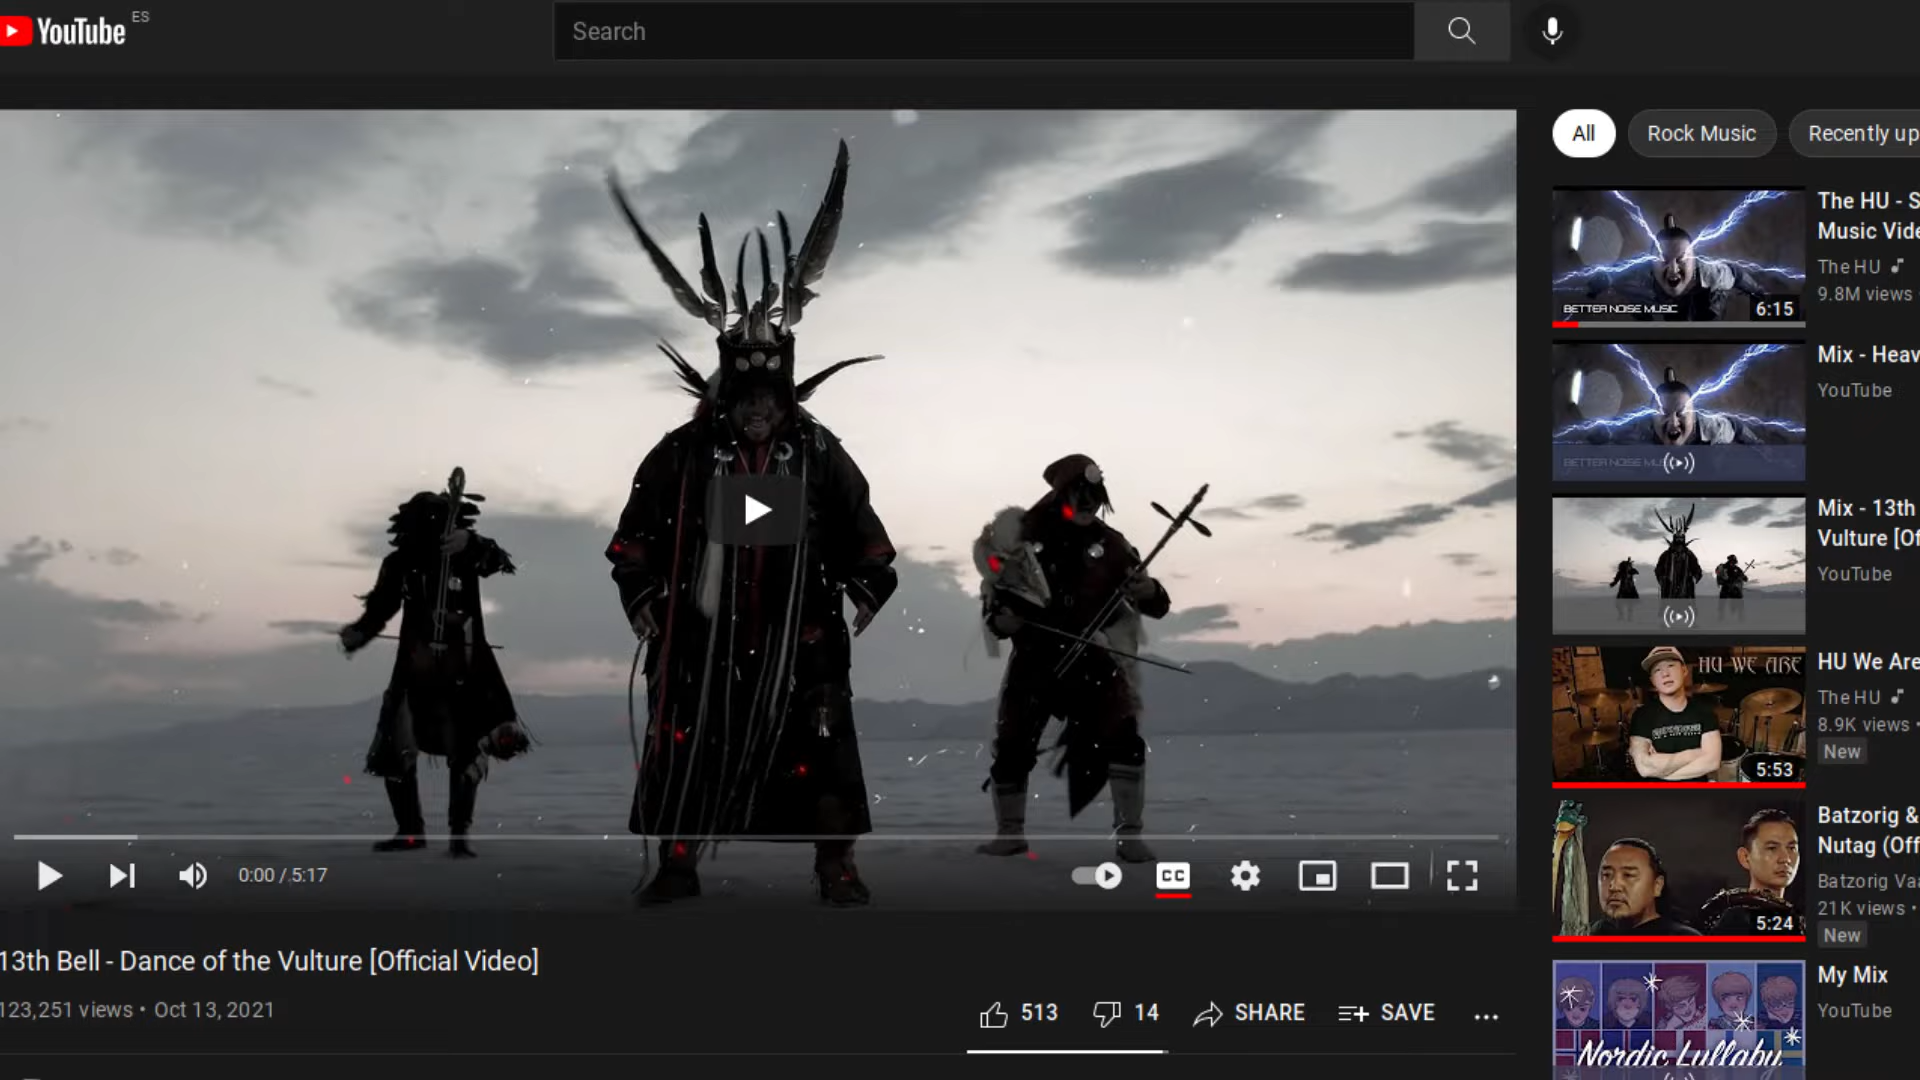 YouTube ES
Search
All
Rock Music
Recently up
The HU - S
Music Vide
The HU
9.8M views
BETTER NOISE MUSIC
6:15
Mix - Heav
YouTube
Mix - 13th
Vulture [Of
YouTube
HU WE ARE
5:53
HU We Are
The HU
8.9K views •
New
Batzorig &
Nutag (Off
Batzorig Vaa
21K views •
New
5:24
My Mix
YouTube
Nordic Lullaby
0:00 / 5:17
CC
13th Bell - Dance of the Vulture [Official Video]
123,251 views • Oct 13, 2021
513
14
SHARE
SAVE